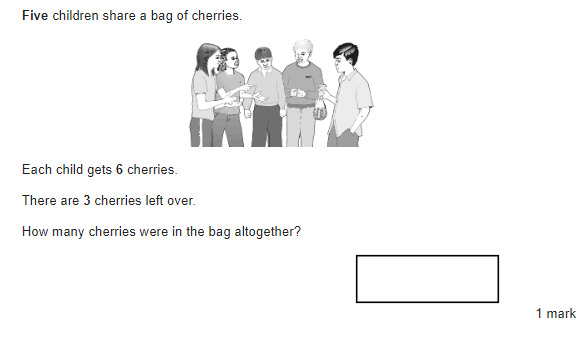 Five children share a bag of cherries.
Each child gets 6 cherries.
There are 3 cherries left over.
How many cherries were in the bag altogether?
1 mark